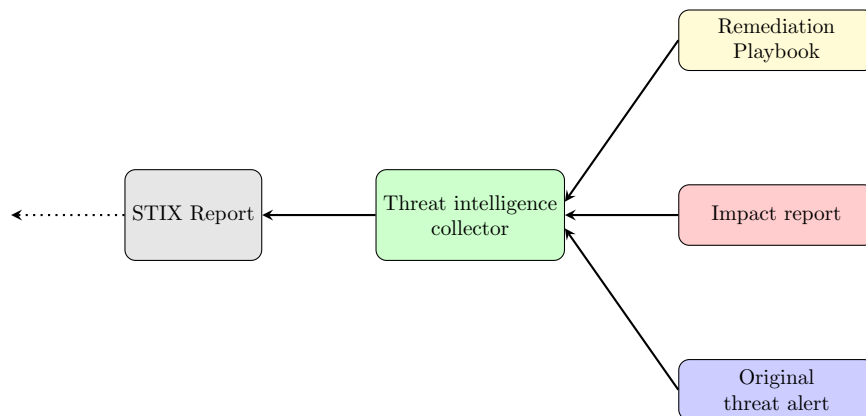 Remediation
Playbook
STIX Report
Threat intelligence
collector
Impact report
Original
threat alert